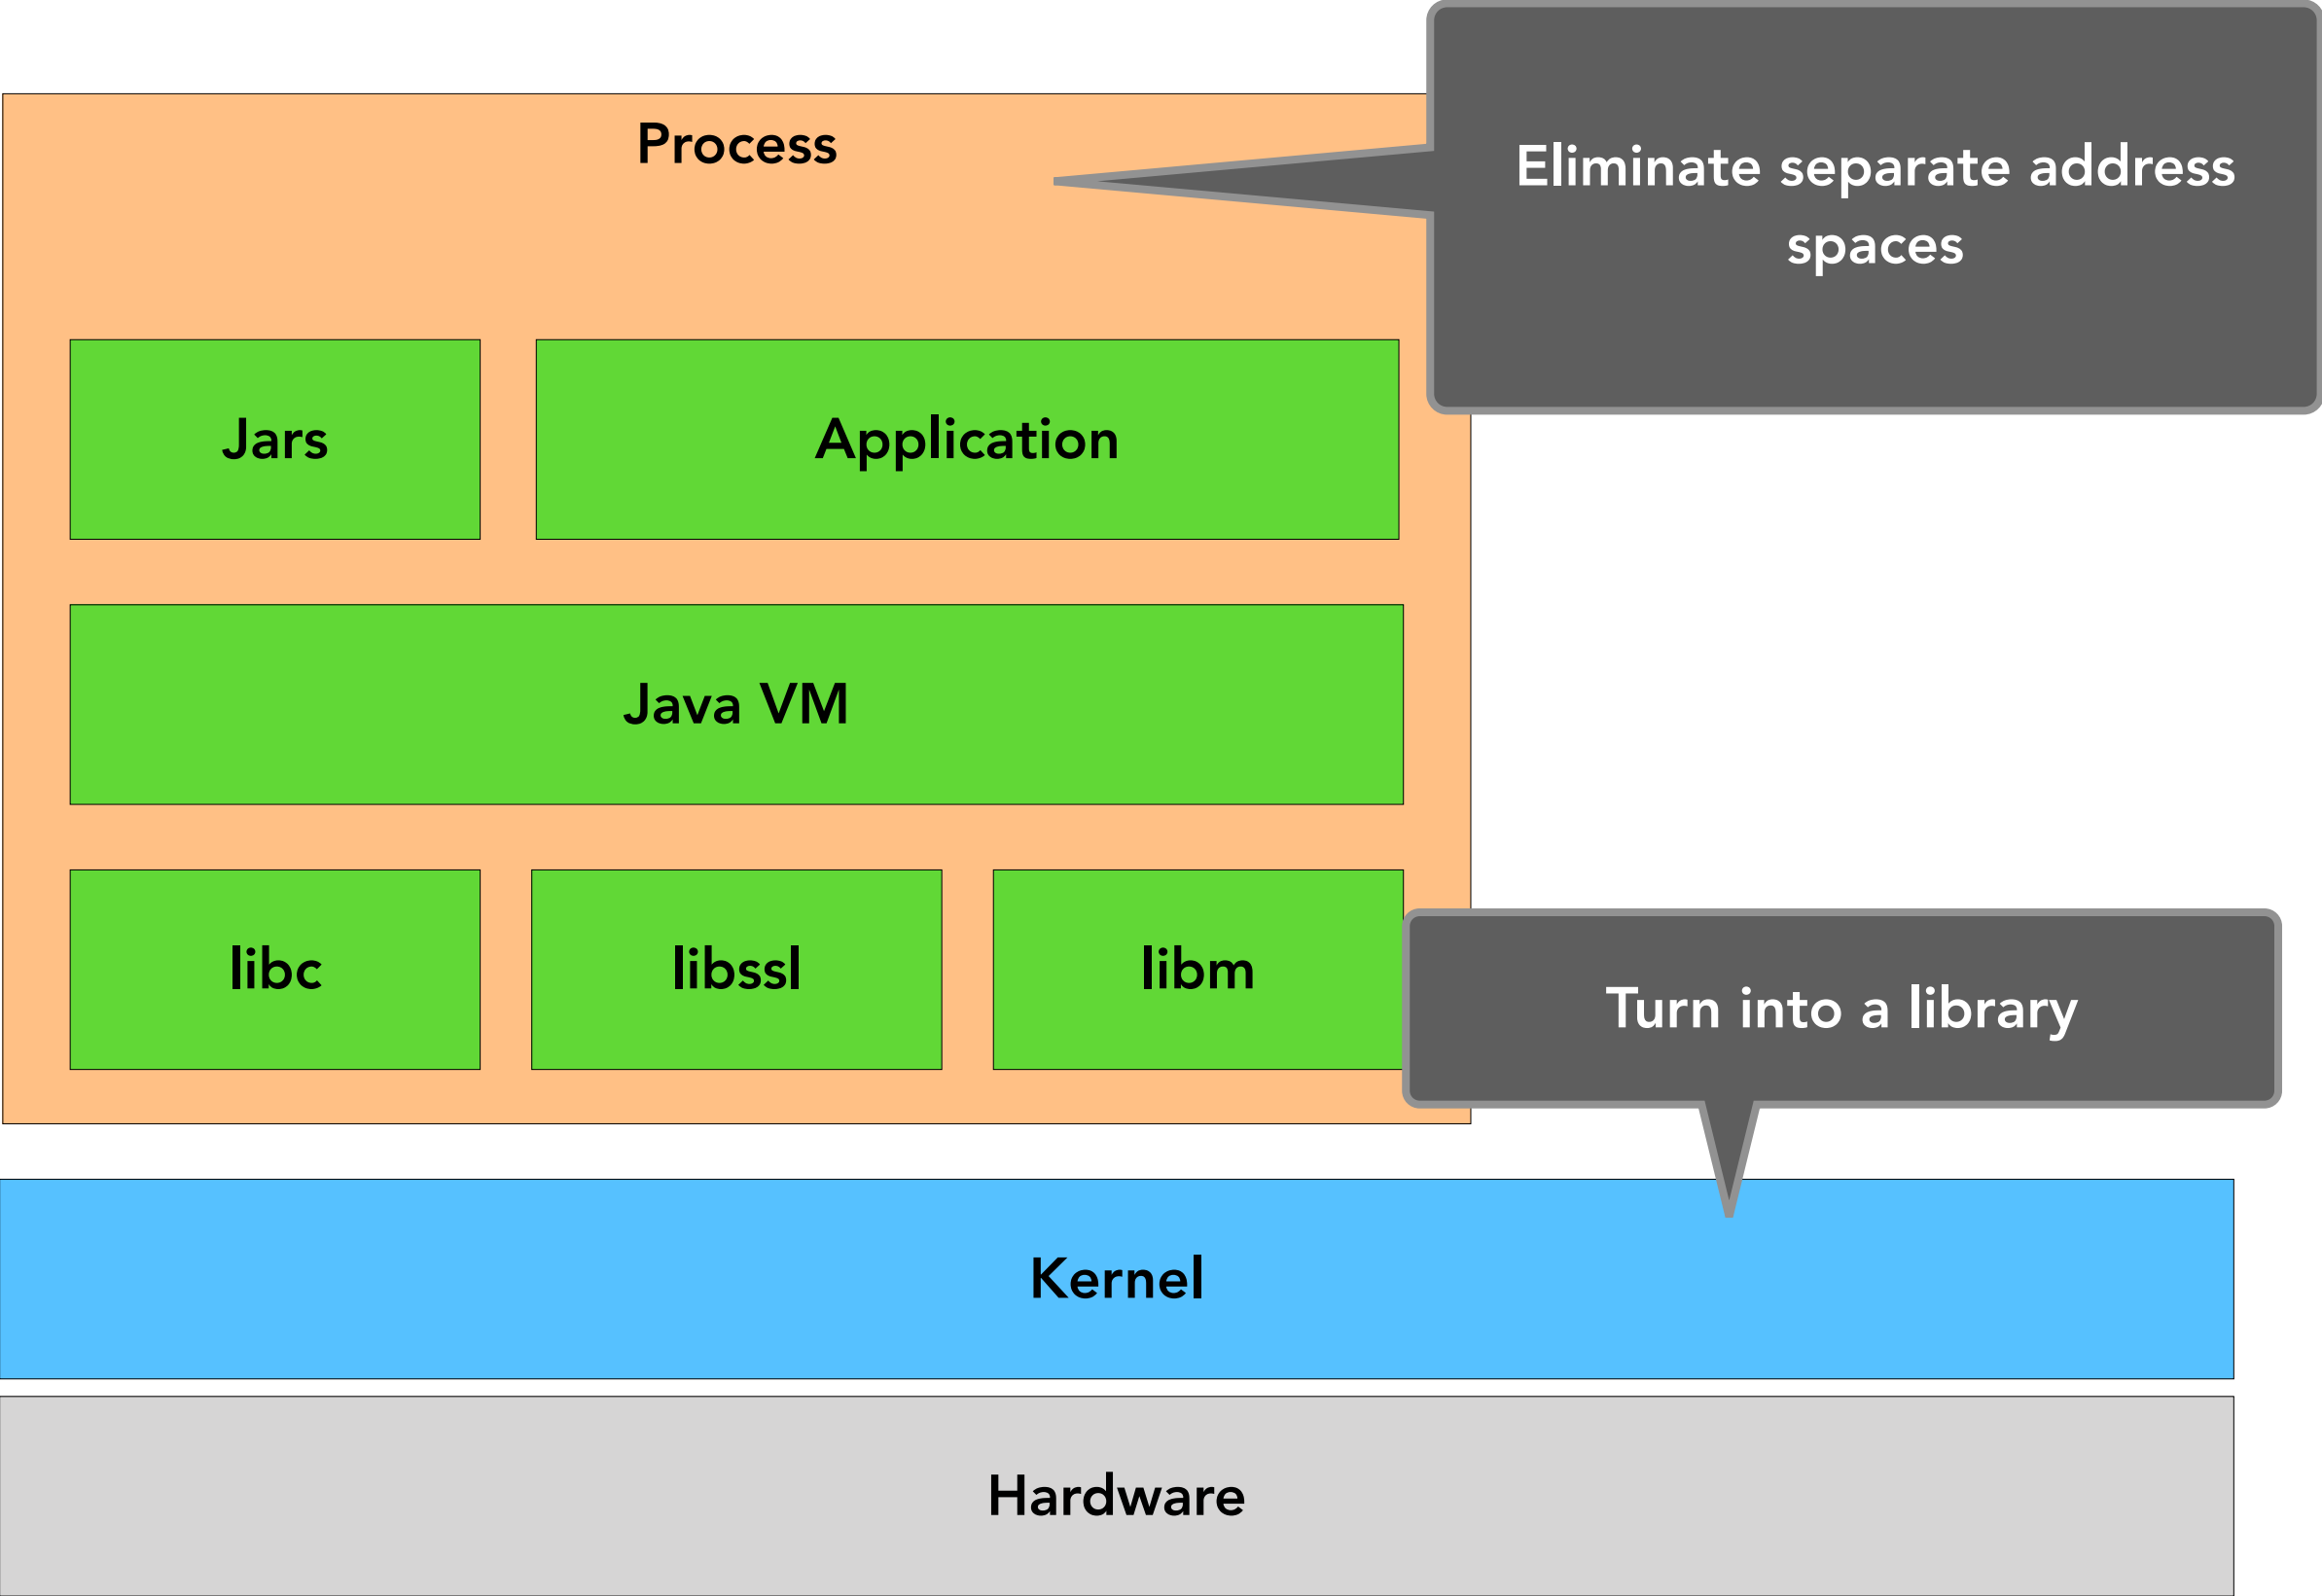 Process
Eliminate separate address
spaces
Jars
Application
Java VM
libc
libssl
libm
Turn into a library
Kernel
Hardware